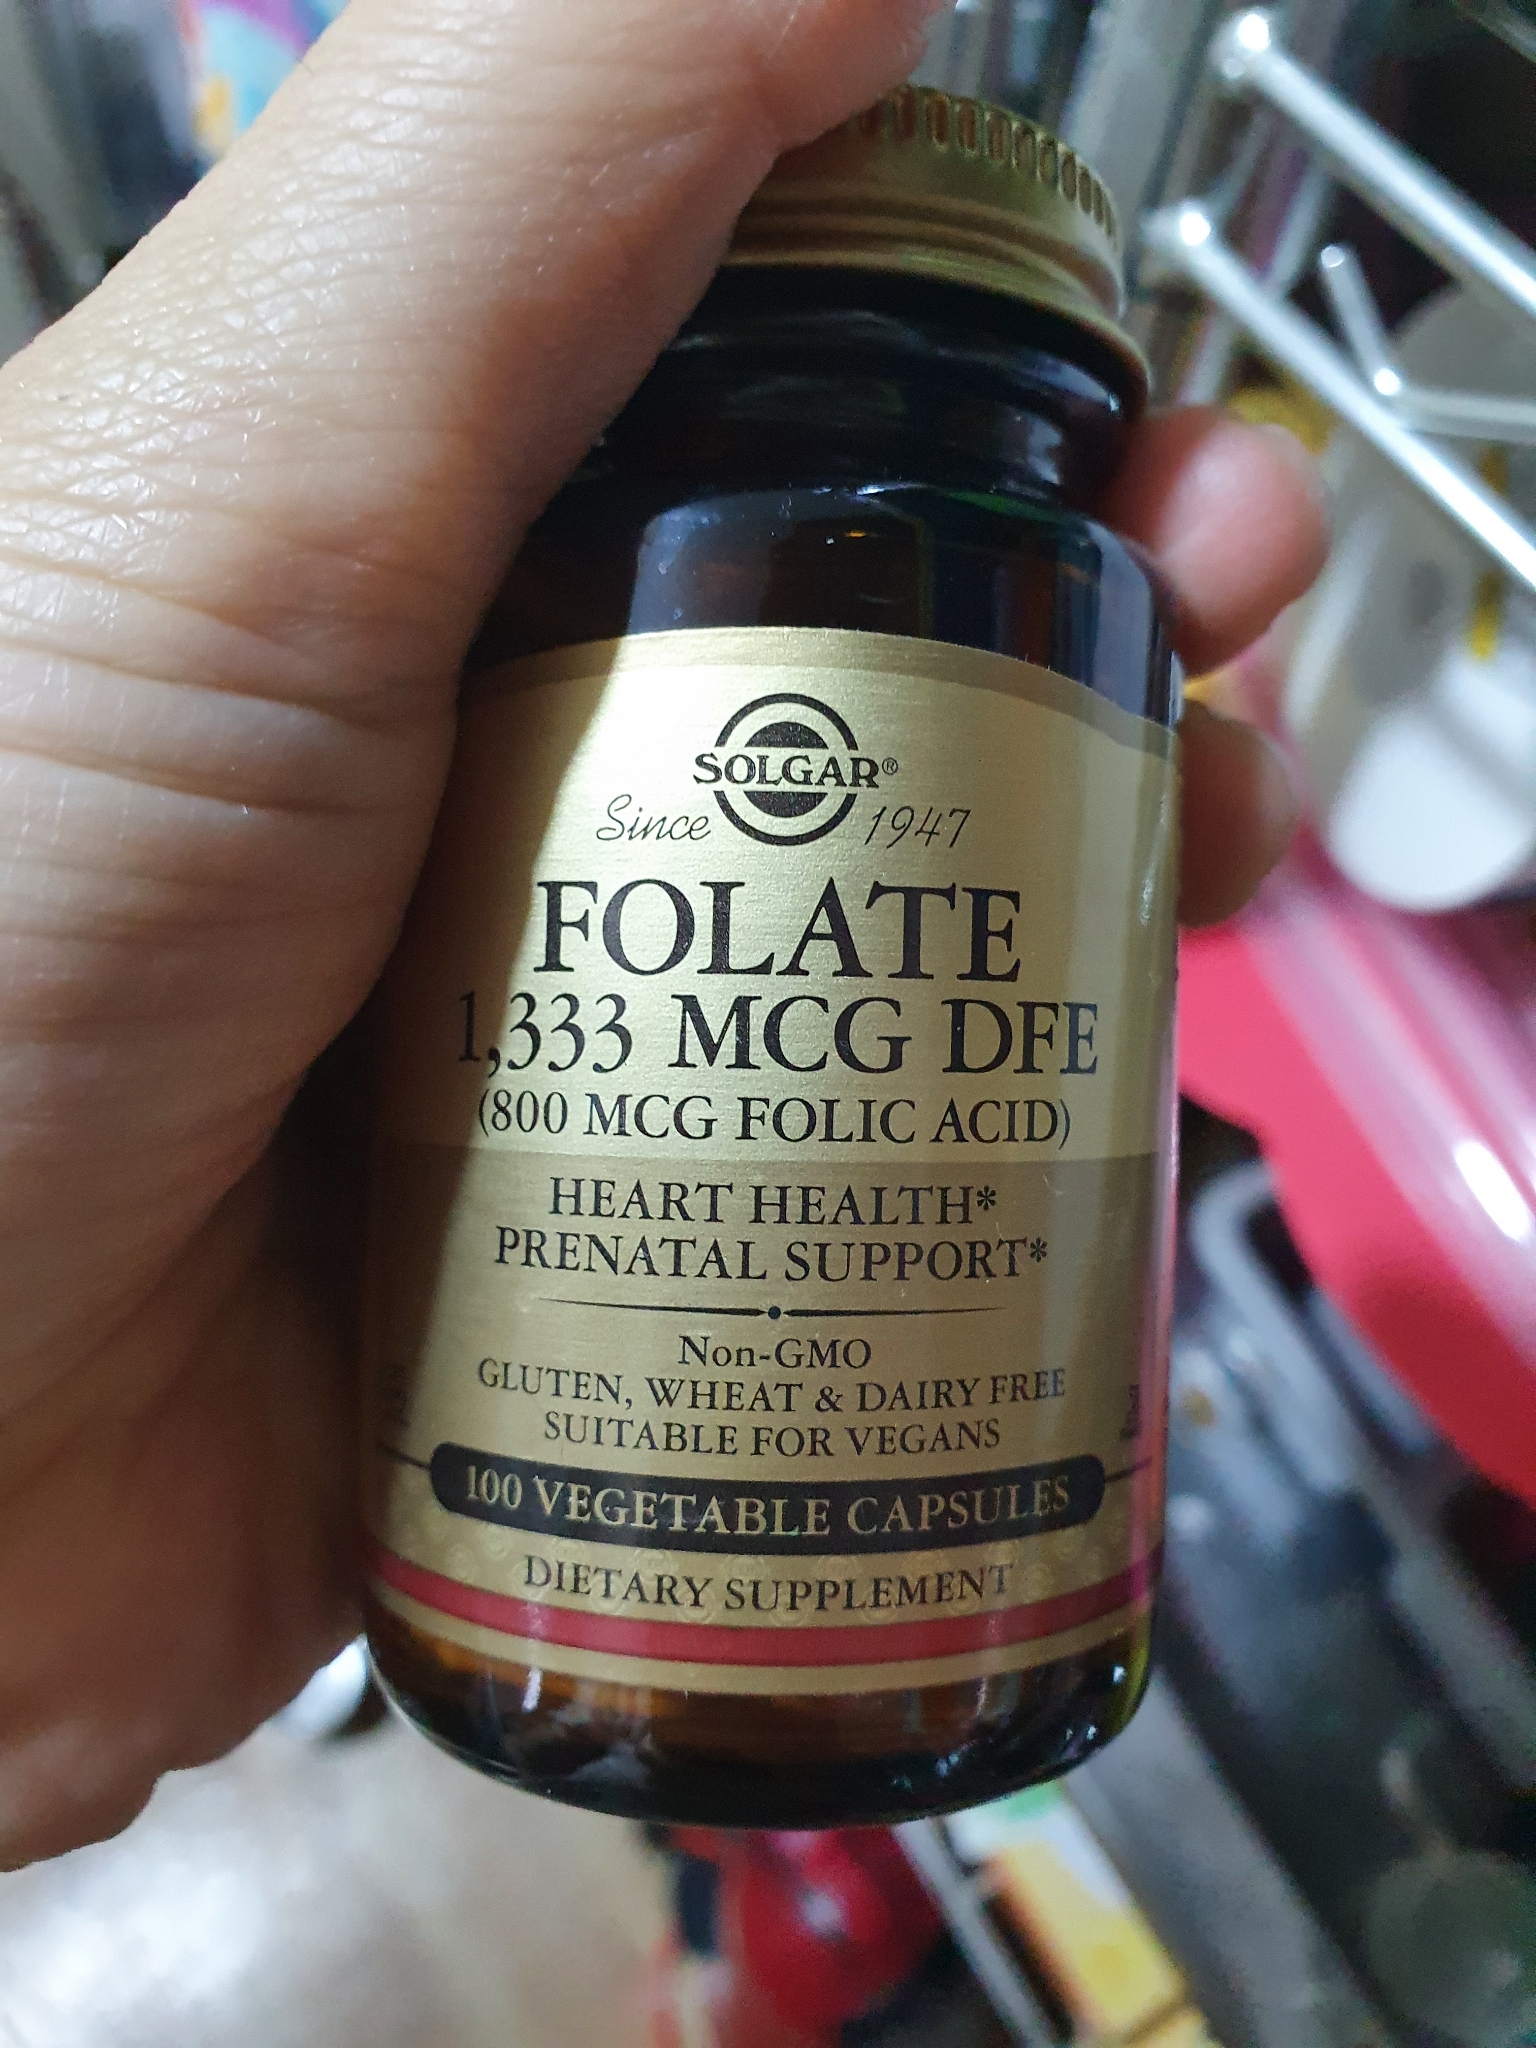 SOLGAR®
Since 1947
FOLATE
1,333 MCG DFE
(800 MCG FOLIC ACID)
HEART HEALTH*
PRENATAL SUPPORT*
Non-GMO
GLUTEN, WHEAT & DAIRY FREE
SUITABLE FOR VEGANS
100 VEGETABLE CAPSULES
DIETARY SUPPLEMENT